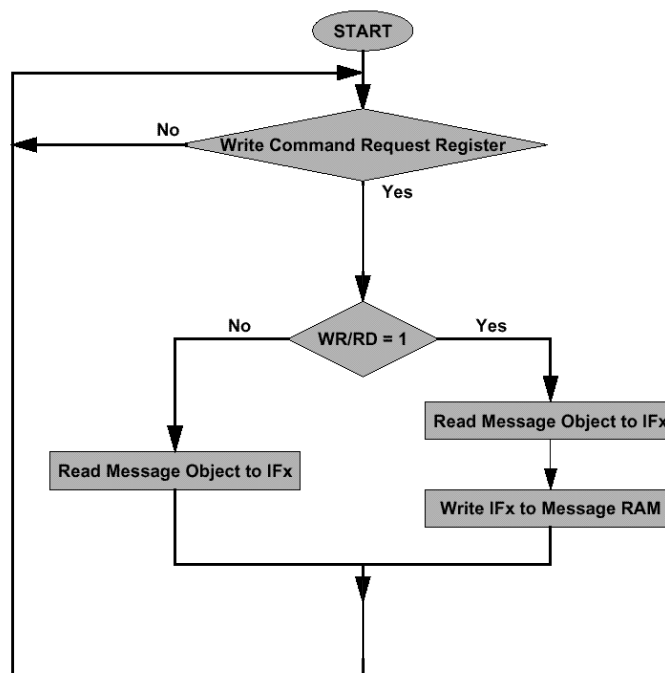 START
No
Write Command Request Register
Yes
No
WR/RD = 1
Yes
Read Message Object to IFx
Read Message Object to IFx
Write IFx to Message RAM